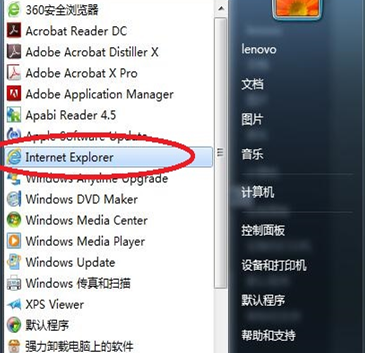 360安全浏览器
Acrobat Reader DC
Adobe Acrobat Distiller X
Adobe Acrobat X Pro
Adobe Application Manager
Apabi Reader 4.5
Apple Software Update
Internet Explorer
Windows Anytime Upgrade
Windows DVD Maker
Windows Media Center
Windows Media Player
Windows Update
Windows 传真和扫描
XPS Viewer
默认程序
强力卸载电脑上的软件
lenovo
文档
图片
音乐
计算机
控制面板
设备和打印机
默认程序
帮助和支持